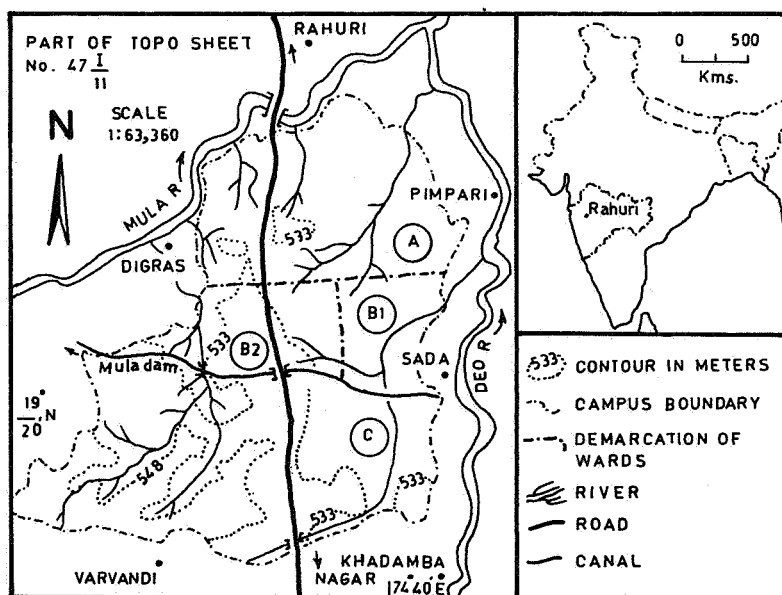 PART OF TOPO SHEET
No. 47 I/11
RAHURI
N
SCALE
1:63,360
MULA R
PIMPARI
533
A
DIGRAS
B1
B2
533
Mula dam.
SADA
DEO R
19°/20' N
C
548
533
533
VARVANDI
KHADAMBA
NAGAR
174° 40' E
0 500
Kms.
Rahuri
533 CONTOUR IN METERS
CAMPUS BOUNDARY
DEMARCATION OF
WARDS
RIVER
ROAD
CANAL